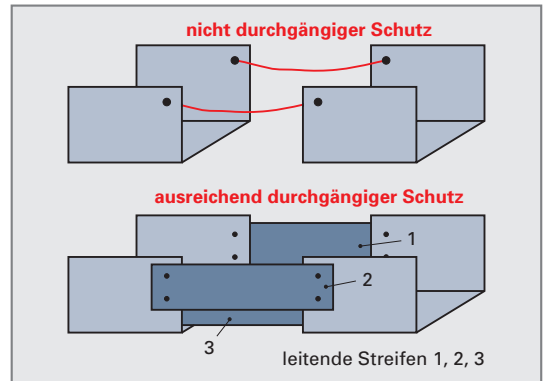 nicht durchgängiger Schutz
ausreichend durchgängiger Schutz
1
2
3
leitende Streifen 1, 2, 3